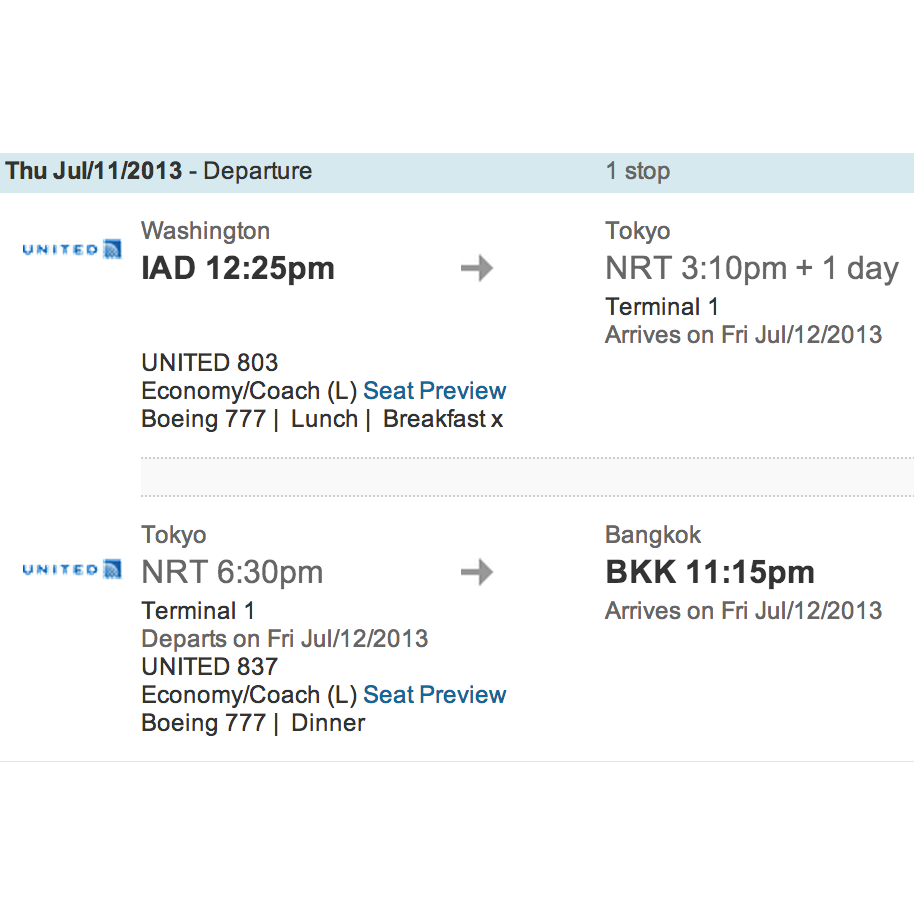 Thu Jul/11/2013 - Departure 1 stop
Washington Tokyo
UNITED IAD 12:25pm NRT 3:10pm + 1 day
Terminal 1
Arrives on Fri Jul/12/2013
UNITED 803
Economy/Coach (L) Seat Preview
Boeing 777 | Lunch | Breakfast x
Tokyo Bangkok
UNITED NRT 6:30pm BKK 11:15pm
Terminal 1 Arrives on Fri Jul/12/2013
Departs on Fri Jul/12/2013
UNITED 837
Economy/Coach (L) Seat Preview
Boeing 777 | Dinner